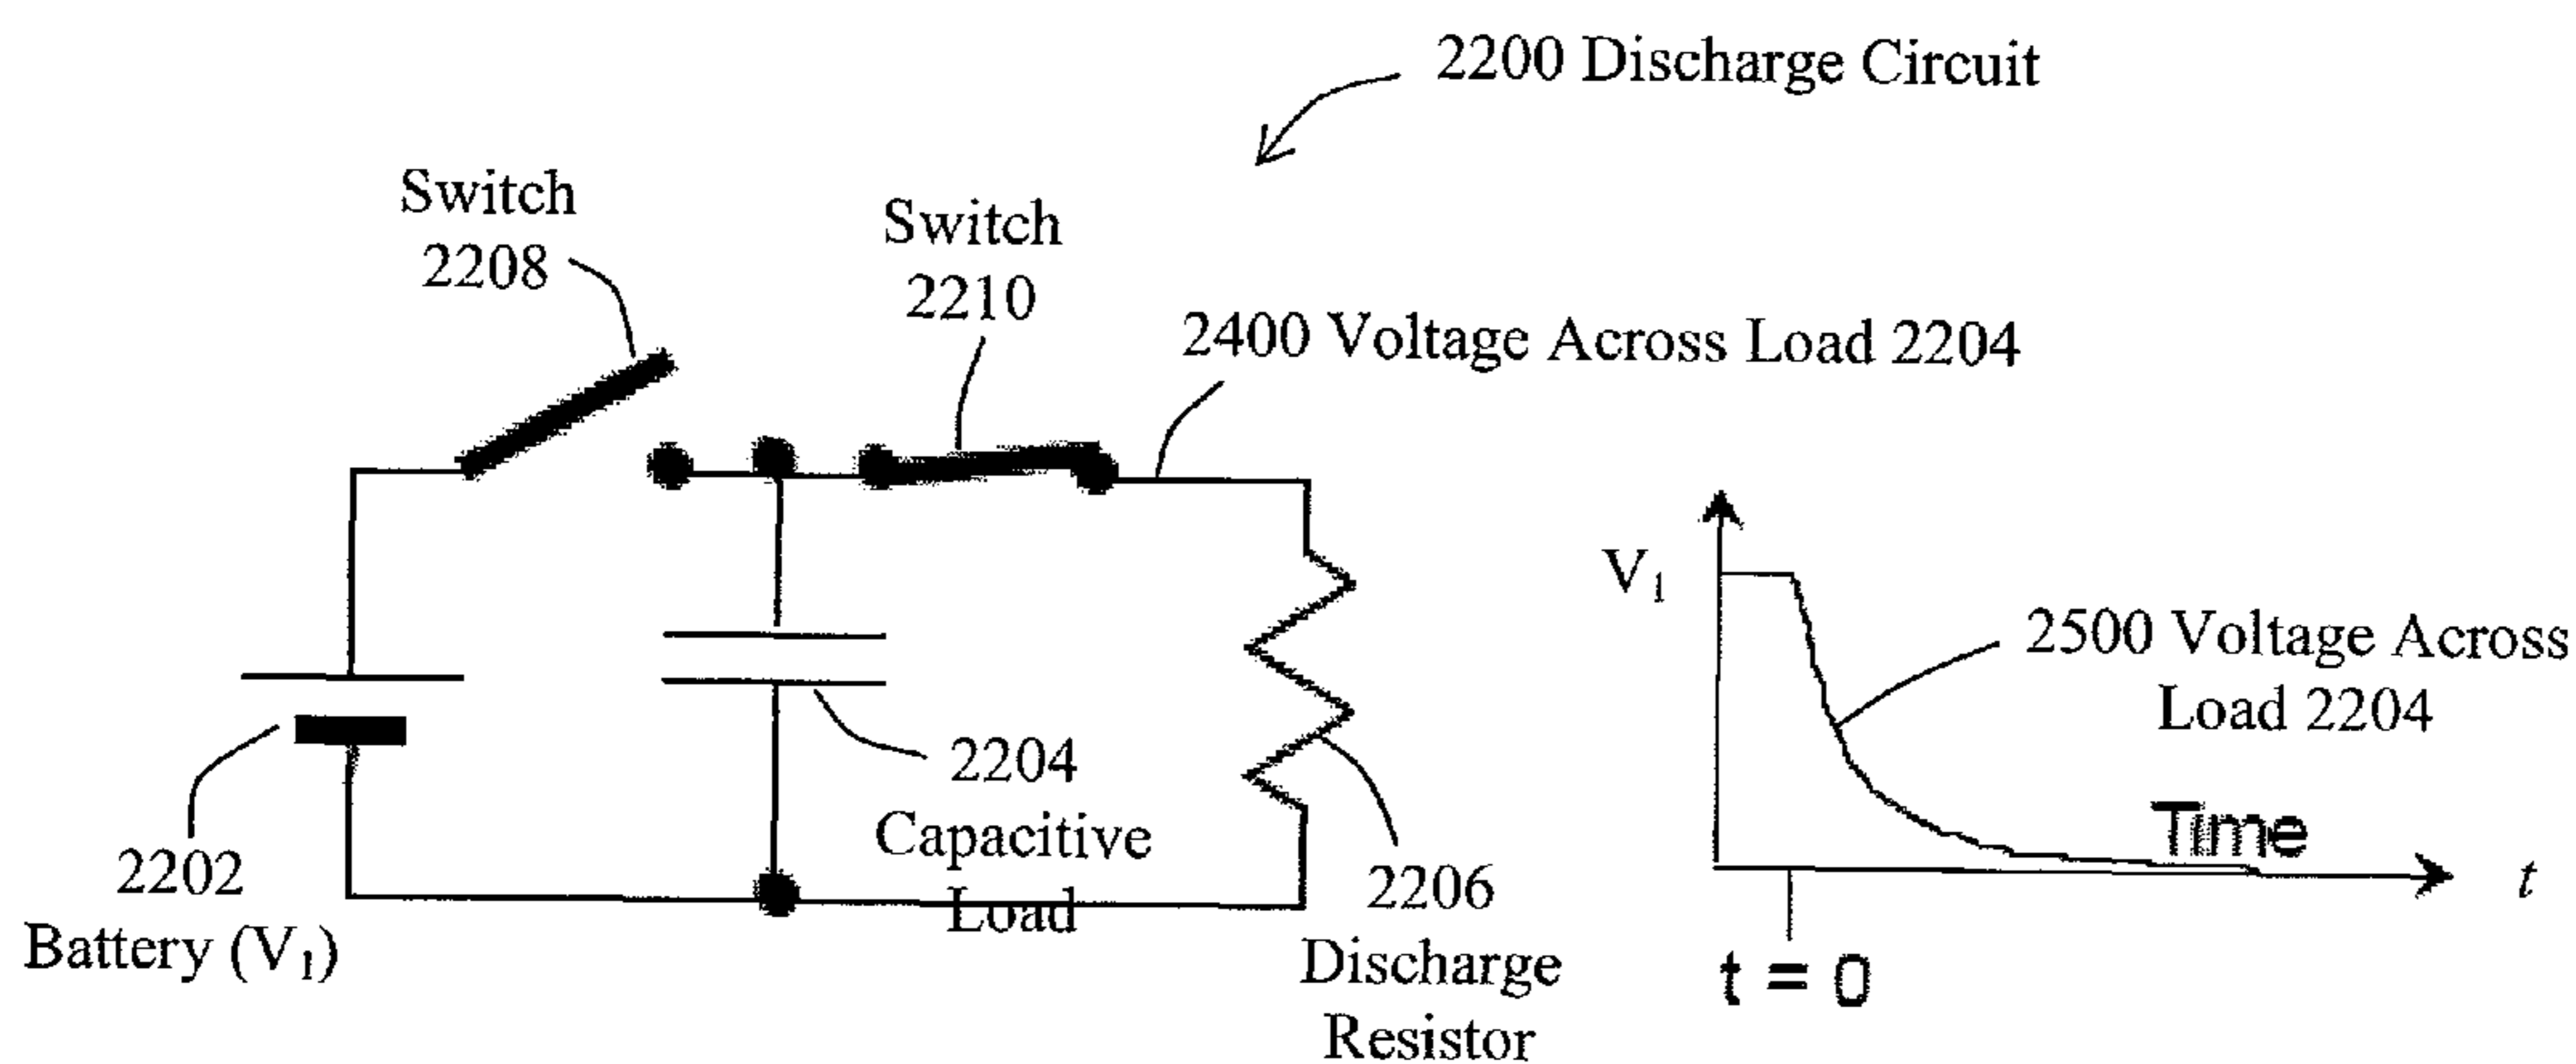 2200 Discharge Circuit
Switch
2208
Switch
2210
2400 Voltage Across Load 2204
V₁
2500 Voltage Across
Load 2204
2204
Capacitive
Load
Time
t
2202
Battery (V₁)
2206
Discharge
Resistor
t = 0